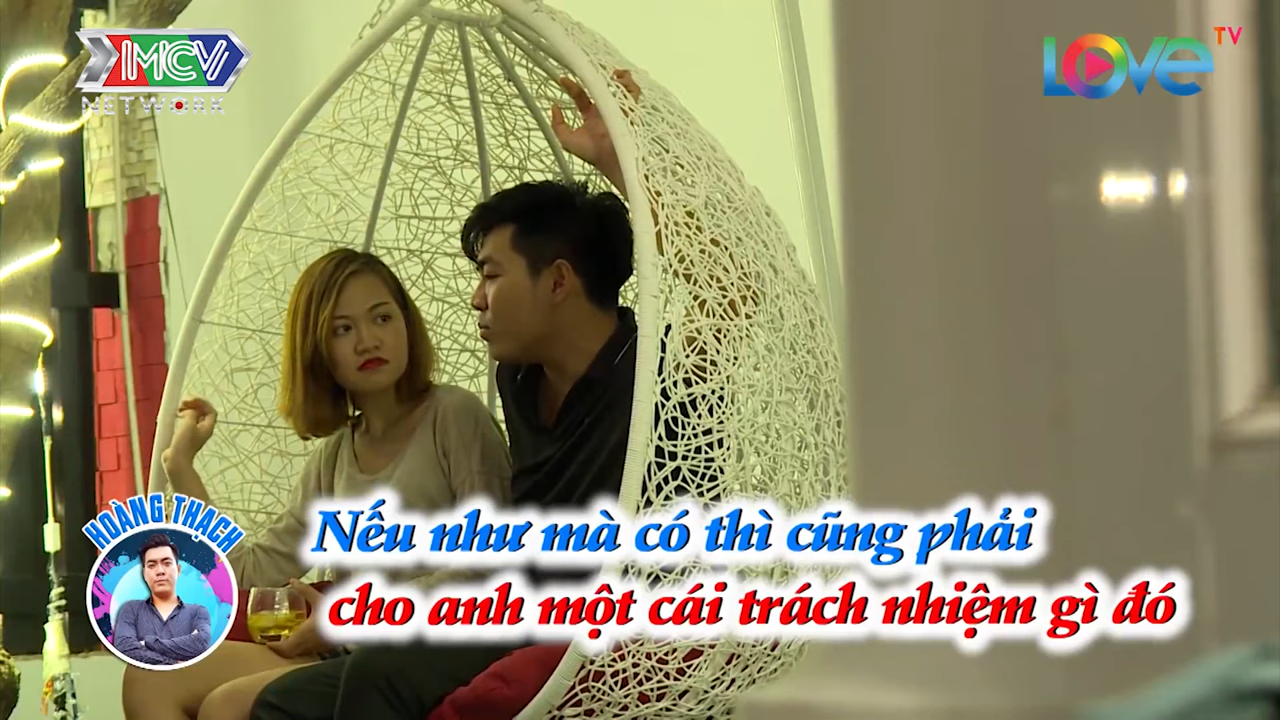 MCV
NETWORK
LOVE TV
HOÀNG THẠCH
Nếu như mà có thì cũng phải
cho anh một cái trách nhiệm gì đó